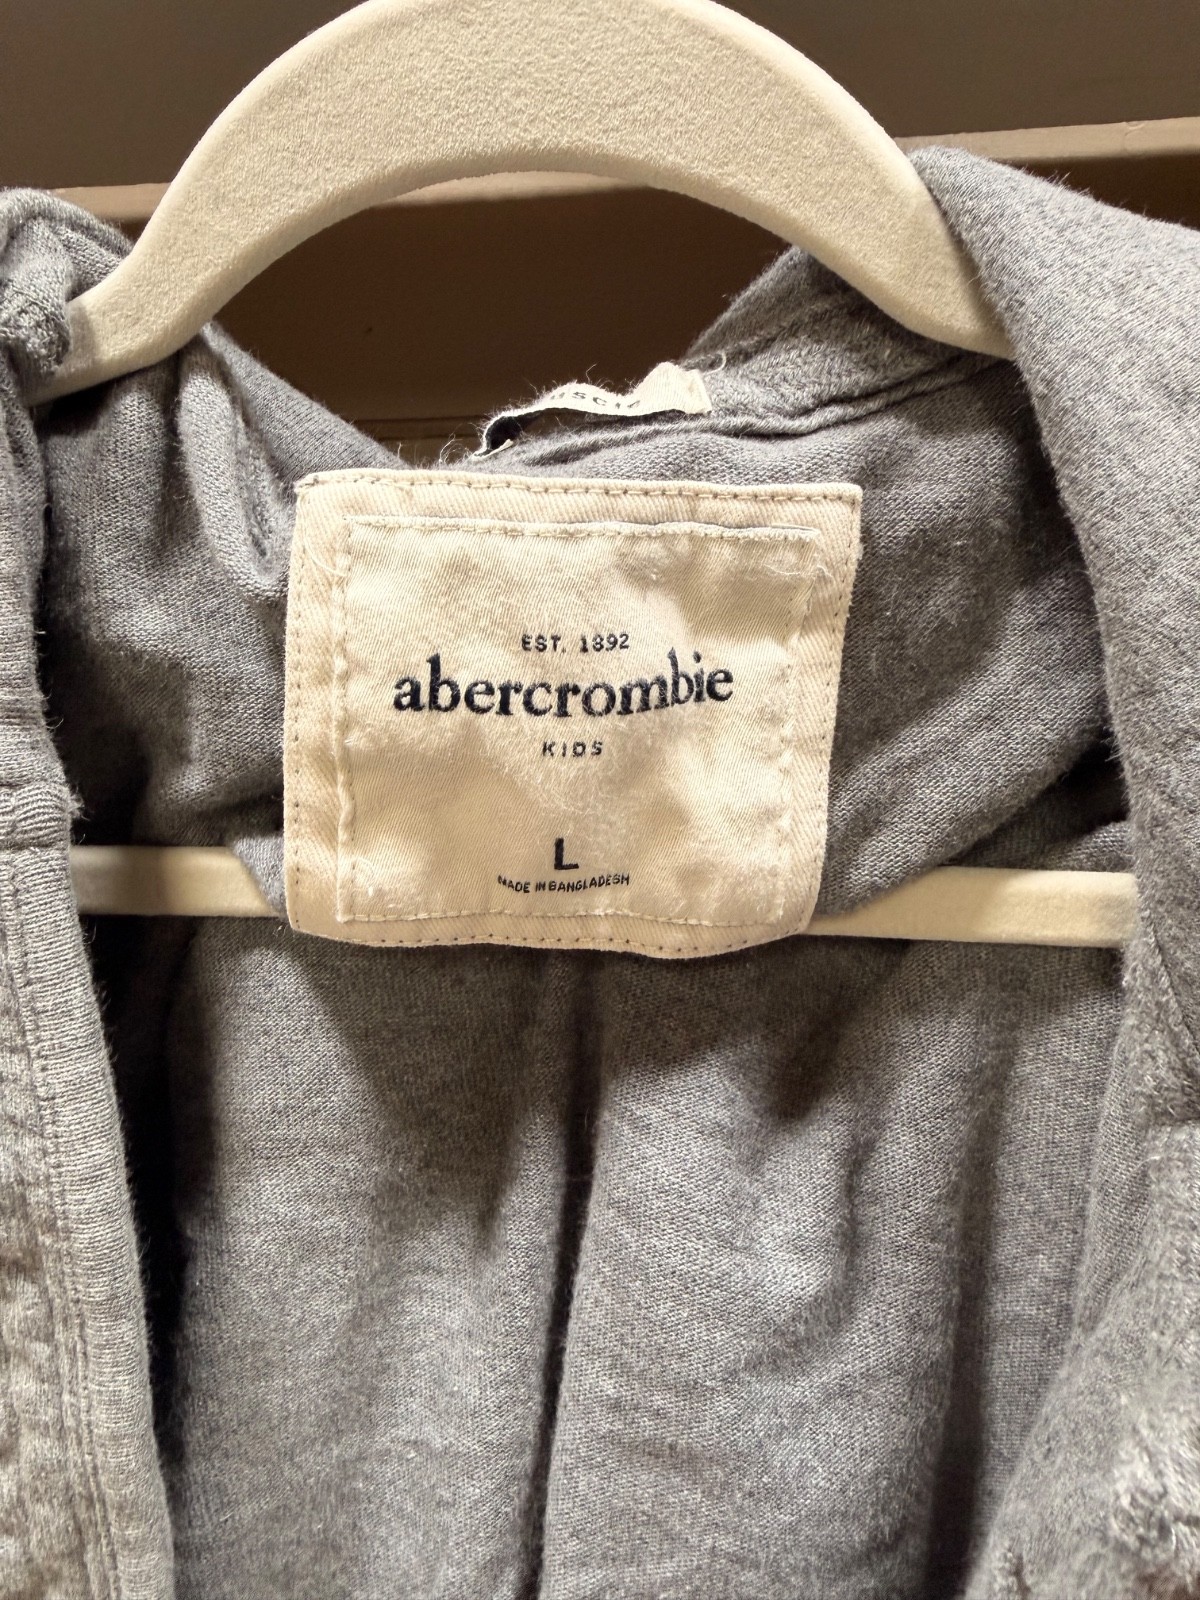 EST. 1892
abercrombie
KIDS
L
MADE IN BANGLADESH